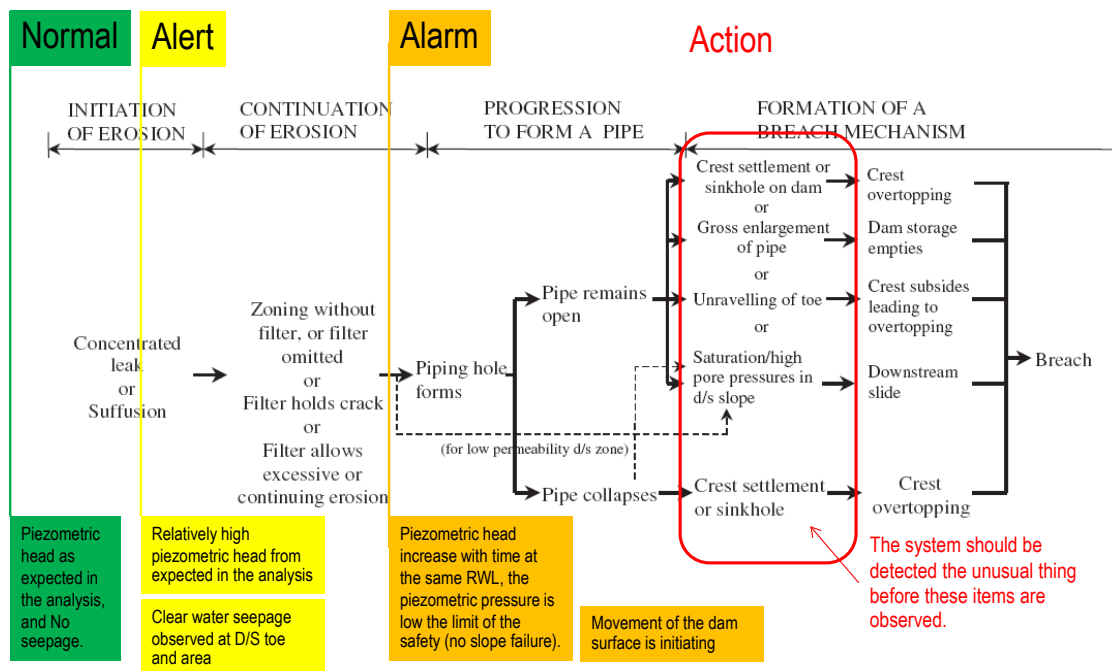 Normal
Alert
Alarm
Action
INITIATION
OF EROSION
CONTINUATION
OF EROSION
PROGRESSION
TO FORM A PIPE
FORMATION OF A
BREACH MECHANISM
Concentrated
leak
or
Suffusion
Zoning without
filter, or filter
omitted
or
Filter holds crack
or
Filter allows
excessive or
continuing erosion
Piping hole
forms
Pipe remains
open
(for low permeability d/s zone)
Pipe collapses
Crest settlement or
sinkhole on dam
or
Gross enlargement
of pipe
or
Unravelling of toe
or
Saturation/high
pore pressures in
d/s slope
Crest settlement
or sinkhole
Crest
overtopping
Dam storage
empties
Crest subsides
leading to
overtopping
Downstream
slide
Crest
overtopping
Breach
Piezometric
head as
expected in
the analysis,
and No
seepage.
Relatively high
piezometric head from
expected in the analysis
Clear water seepage
observed at D/S toe
and area
Piezometric head
increase with time at
the same RWL, the
piezometric pressure is
low the limit of the
safety (no slope failure).
Movement of the dam
surface is initiating
The system should be
detected the unusual thing
before these items are
observed.